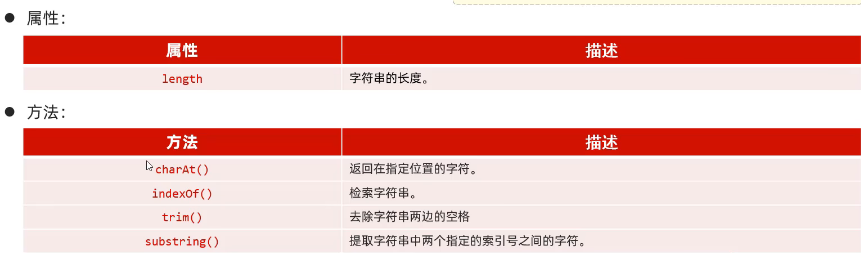 ● 属性：
属性 描述
length 字符串的长度。
● 方法：
方法 描述
charAt() 返回在指定位置的字符。
indexOf() 检索字符串。
trim() 去除字符串两边的空格
substring() 提取字符串中两个指定的索引号之间的字符。